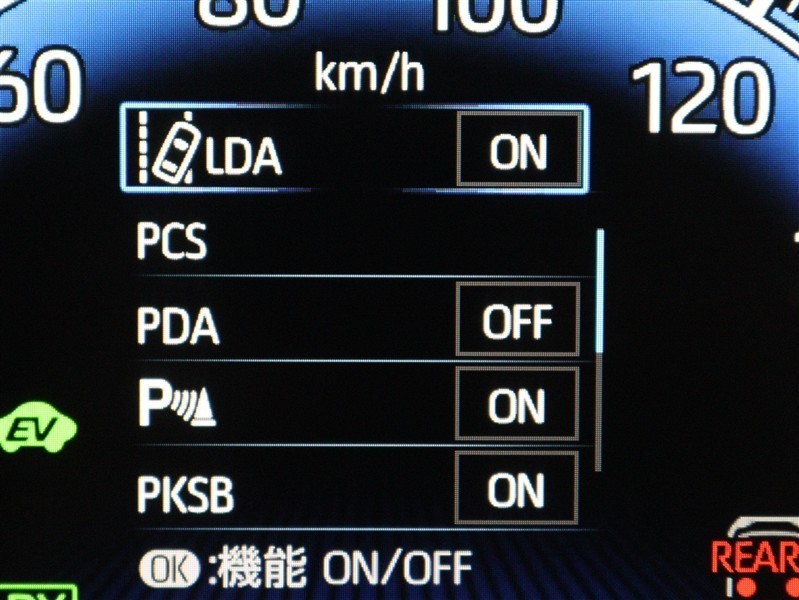 80 100
60 km/h 120
LDA ON
PCS
PDA OFF
P ON
EV
PKSB ON
REAR
OK :機能 ON/OFF